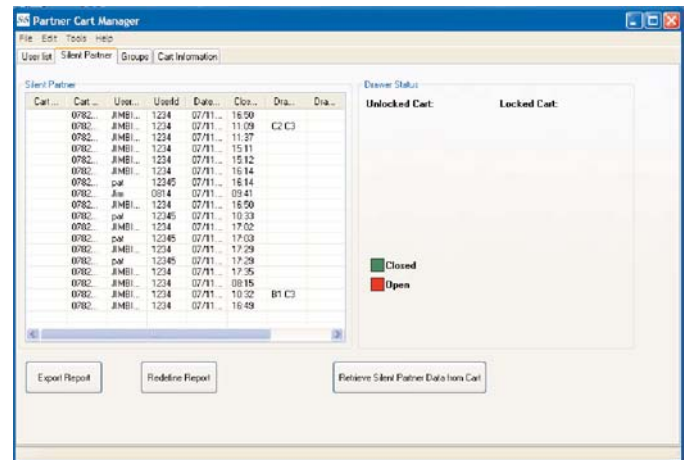 Partner Cart Manager
File Edit Tools Help
User list Silent Partner Groups Cart Information
Silent Partner
Drawer Status
Cart ... Cart ... User... UserId Date... Cloc... Dra... Dra...
Unlocked Cart: Locked Cart:
0782... JIMBI... 1234 07/11... 16:50
0782... JIMBI... 1234 07/11... 11:09 C2 C3
0782... JIMBI... 1234 07/11... 11:37
0782... JIMBI... 1234 07/11... 15:11
0782... JIMBI... 1234 07/11... 15:12
0782... JIMBI... 1234 07/11... 16:14
0782... pat 12345 07/11... 16:14
0782... Jim 0814 07/11... 09:41
0782... JIMBI... 1234 07/11... 16:50
0782... pat 12345 07/11... 10:33
0782... JIMBI... 1234 07/11... 17:02
0782... pat 12345 07/11... 17:03
0782... JIMBI... 1234 07/11... 17:29
0782... pat 12345 07/11... 17:29
0782... JIMBI... 1234 07/11... 17:35
0782... JIMBI... 1234 07/11... 08:15
0782... JIMBI... 1234 07/11... 10:32 B1 C3
0782... JIMBI... 1234 07/11... 16:49
Closed
Open
Export Report Redefine Report Retrieve Silent Partner Data from Cart